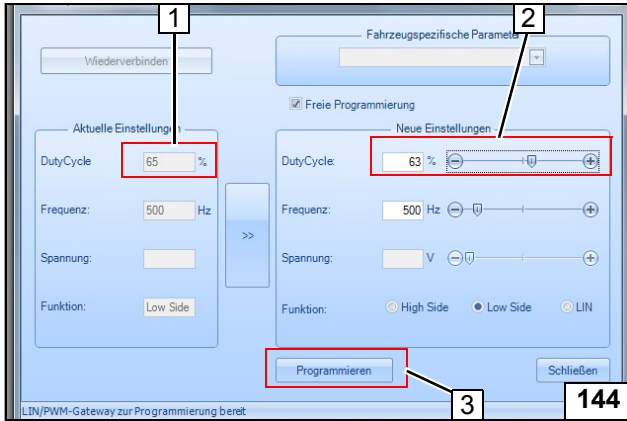 1
2
Fahrzeugspezifische Parameter
Wiederverbinden
Freie Programmierung
Aktuelle Einstellungen
Neue Einstellungen
DutyCycle 65 %
DutyCycle: 63 %
Frequenz: 500 Hz
Frequenz: 500 Hz
>>
Spannung:
Spannung: V
Funktion: Low Side
Funktion: High Side Low Side LIN
Programmieren
Schließen
3
144
LIN/PWM-Gateway zur Programmierung bereit